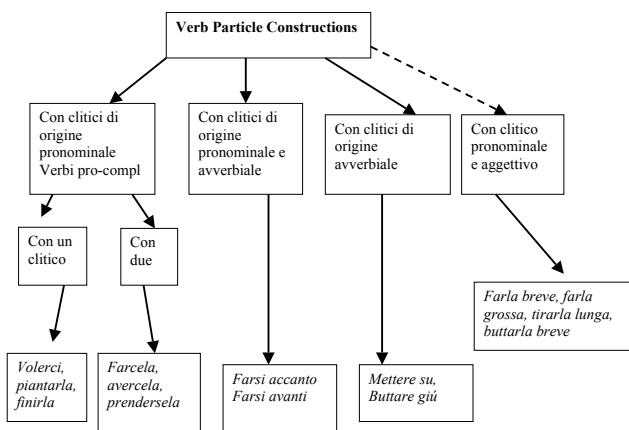 Verb Particle Constructions
Con clitici di
origine
pronominale
Verbi pro-compl
Con clitici di
origine
pronominale e
avverbiale
Con clitici di
origine
avverbiale
Con clitico
pronominale
e aggettivo
Con un
clitico
Con
due
Farla breve, farla
grossa, tirarla lunga,
buttarla breve
Volerci,
piantarla,
finirla
Farcela,
avercela,
prendersela
Farsi accanto
Farsi avanti
Mettere su,
Buttare giú